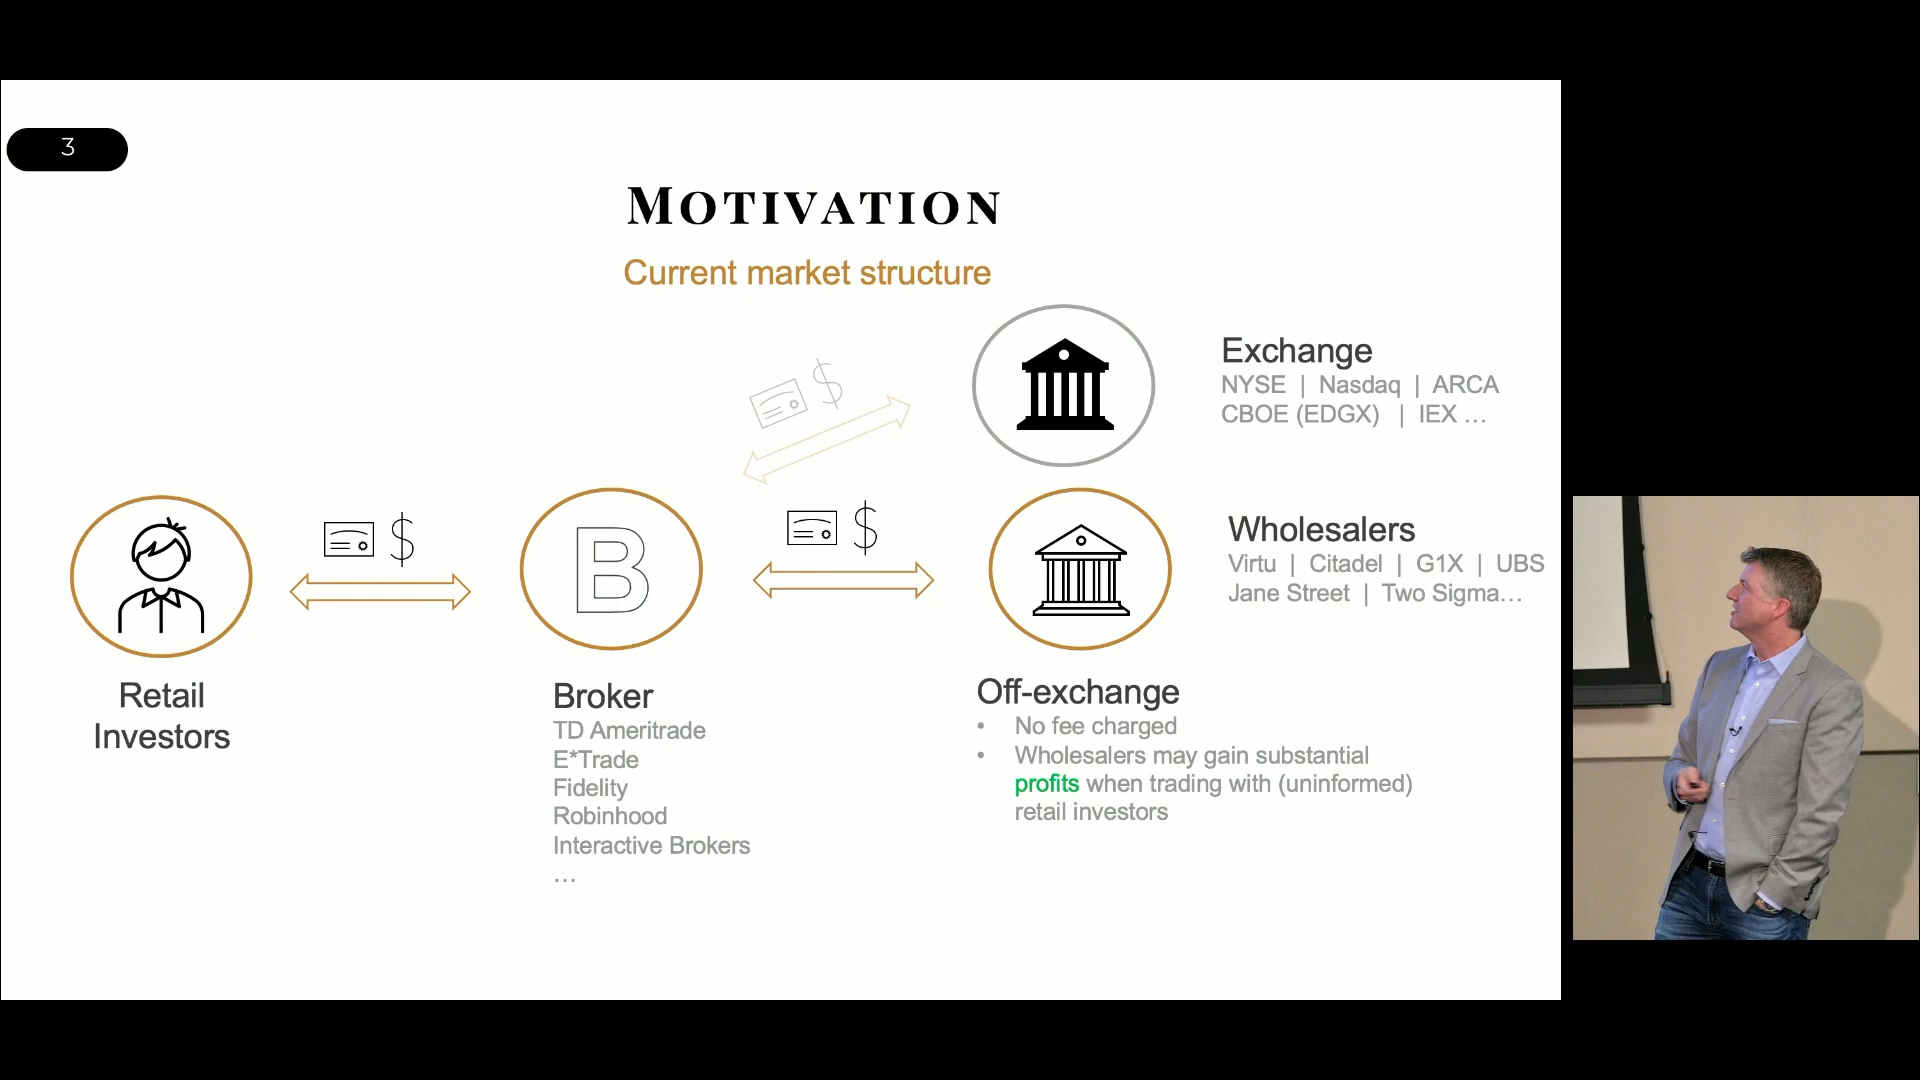 3
MOTIVATION
Current market structure
$
Exchange
NYSE | Nasdaq | ARCA
CBOE (EDGX) | IEX …
$
B
$
Wholesalers
Virtu | Citadel | G1X | UBS
Jane Street | Two Sigma…
Retail
Investors
Broker
TD Ameritrade
E*Trade
Fidelity
Robinhood
Interactive Brokers
…
Off-exchange
• No fee charged
• Wholesalers may gain substantial
profits when trading with (uninformed)
retail investors